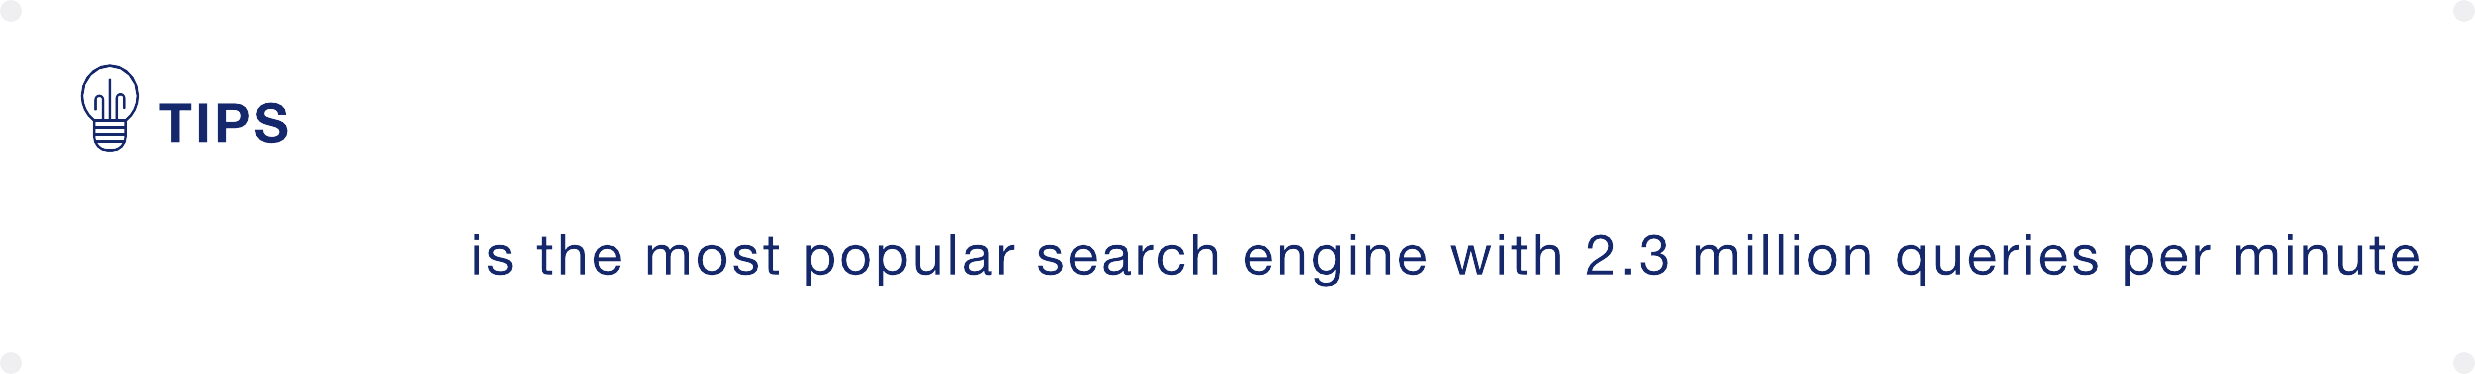 TIPS
is the most popular search engine with 2.3 million queries per minute